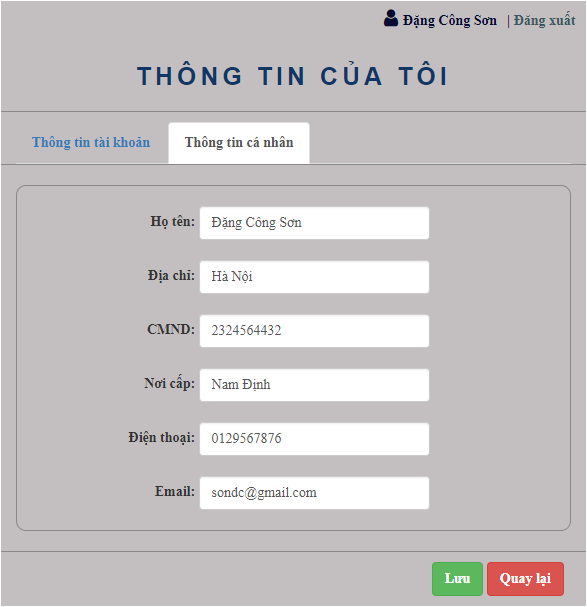 Đặng Công Sơn | Đăng xuất
THÔNG TIN CỦA TÔI
Thông tin tài khoản Thông tin cá nhân
Họ tên: Đặng Công Sơn
Địa chỉ: Hà Nội
CMND: 2324564432
Nơi cấp: Nam Định
Điện thoại: 0129567876
Email: sondc@gmail.com
Lưu Quay lại